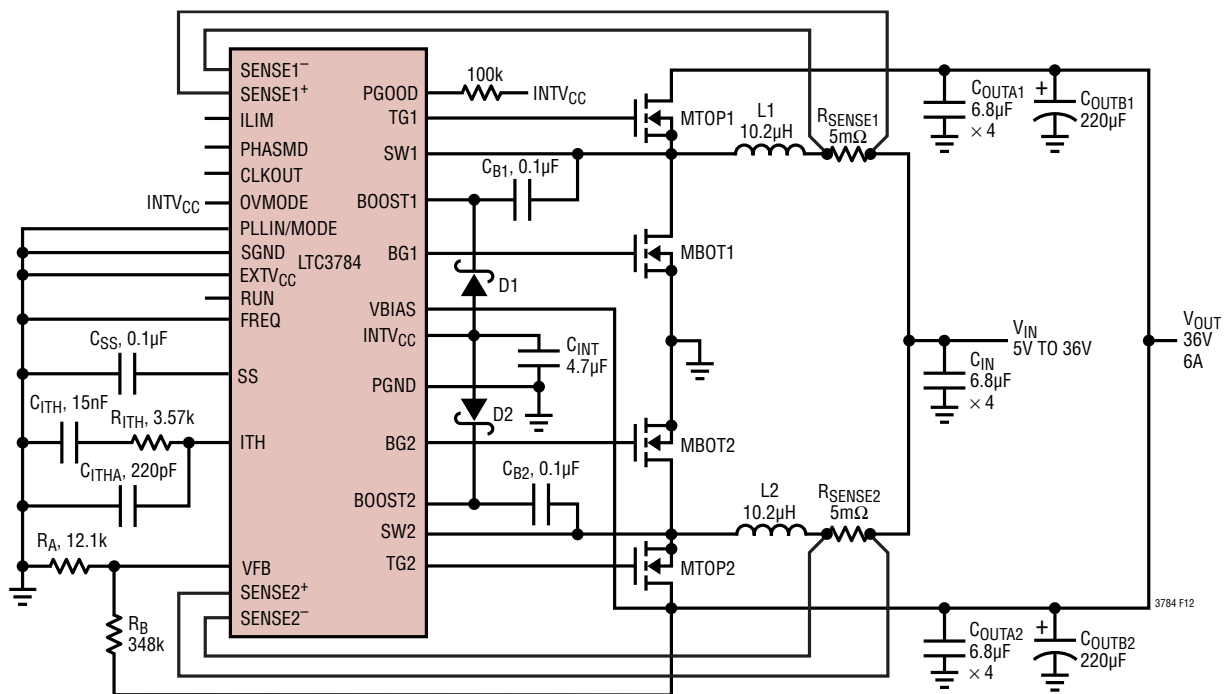 SENSE1–
SENSE1+
ILIM
PHASMD
CLKOUT
INTVCC
OVMODE
PLLIN/MODE
SGND
LTC3784
EXTVCC
RUN
FREQ
CSS, 0.1µF
SS
CITH, 15nF
RITH, 3.57k
ITH
CITHA, 220pF
RA, 12.1k
VFB
SENSE2+
SENSE2–
RB
348k
PGOOD
100k
INTVCC
TG1
SW1
CB1, 0.1µF
BOOST1
BG1
D1
VBIAS
INTVCC
CINT
4.7µF
PGND
D2
BG2
CB2, 0.1µF
BOOST2
SW2
TG2
MTOP1
L1
10.2µH
RSENSE1
5mΩ
MBOT1
MBOT2
L2
10.2µH
RSENSE2
5mΩ
MTOP2
COUTA1
6.8µF
× 4
+
COUTB1
220µF
VIN
5V TO 36V
CIN
6.8µF
× 4
VOUT
36V
6A
COUTA2
6.8µF
× 4
+
COUTB2
220µF
3784 F12